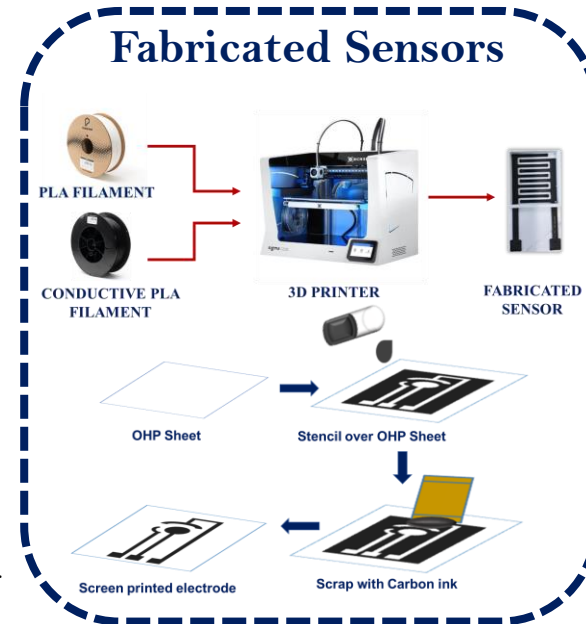 Fabricated Sensors
PLA FILAMENT
CONDUCTIVE PLA
FILAMENT
3D PRINTER
FABRICATED
SENSOR
OHP Sheet
Stencil over OHP Sheet
Screen printed electrode
Scrap with Carbon ink